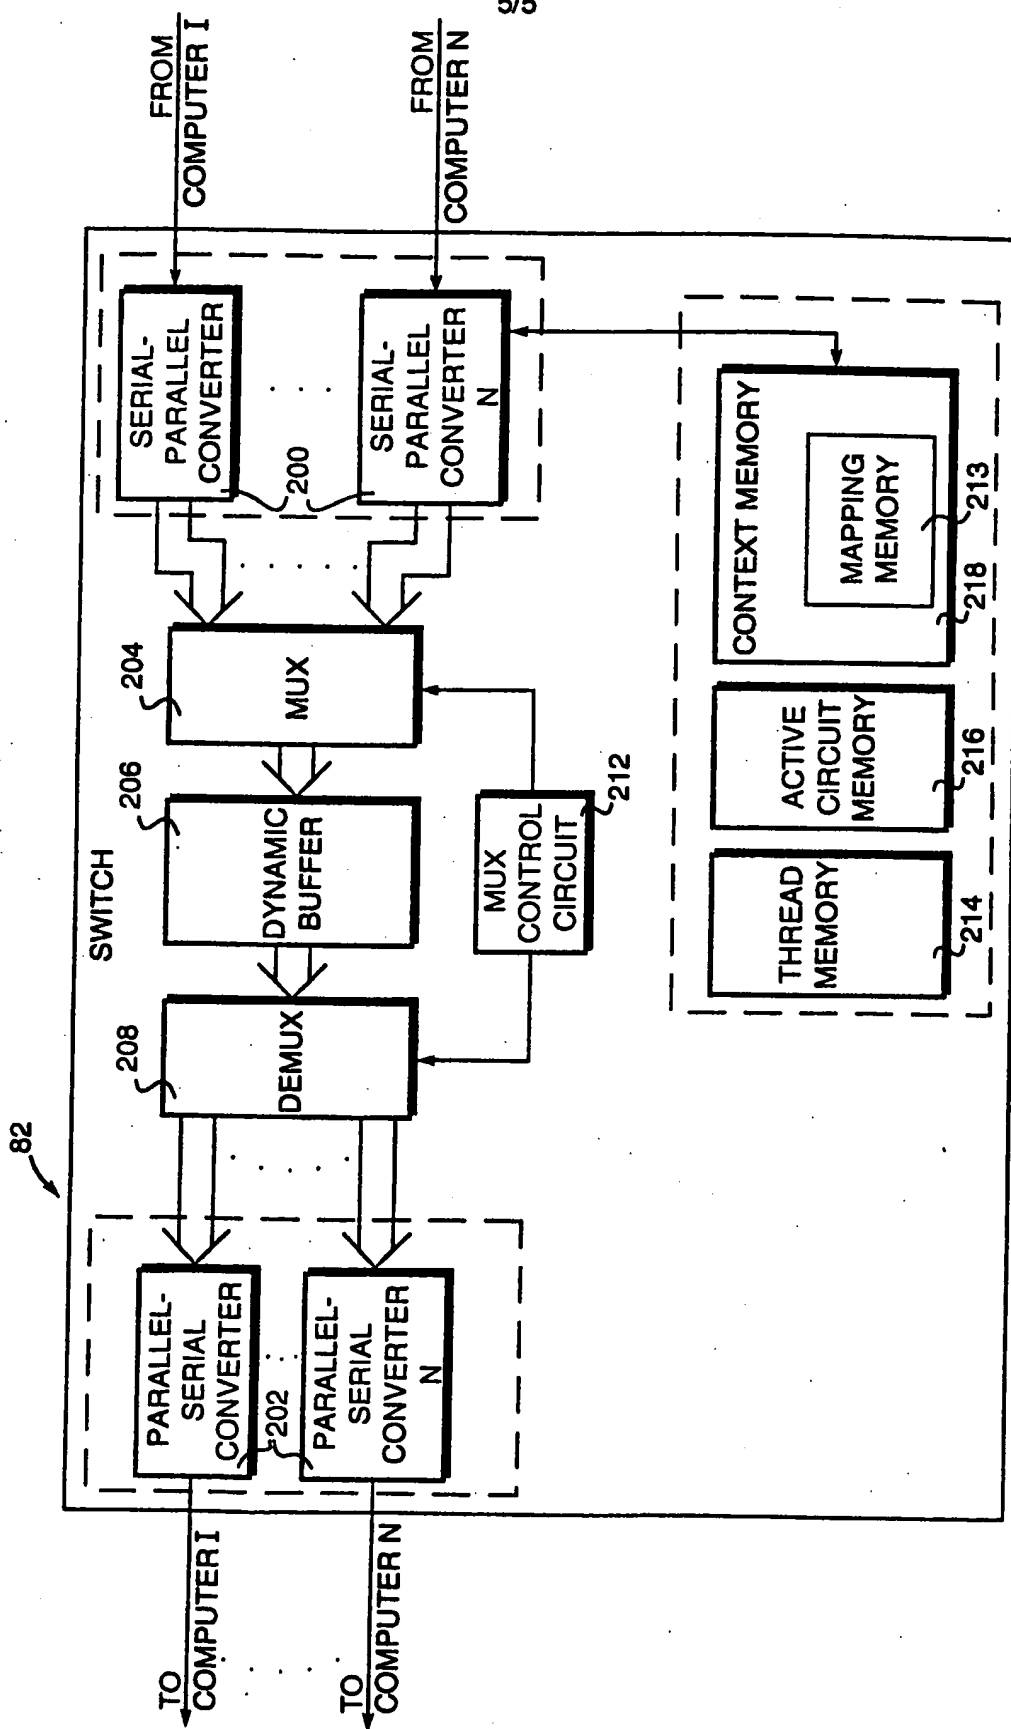 5/5
82
SWITCH
TO
COMPUTER I
TO
COMPUTER N
PARALLEL-
SERIAL
CONVERTER
202
PARALLEL-
SERIAL
CONVERTER
N
208
DEMUX
206
DYNAMIC
BUFFER
204
MUX
MUX
CONTROL
CIRCUIT
212
SERIAL-
PARALLEL
CONVERTER
200
SERIAL-
PARALLEL
CONVERTER
N
FROM
COMPUTER I
FROM
COMPUTER N
THREAD
MEMORY
214
ACTIVE
CIRCUIT
MEMORY
216
CONTEXT MEMORY
218
MAPPING
MEMORY
213